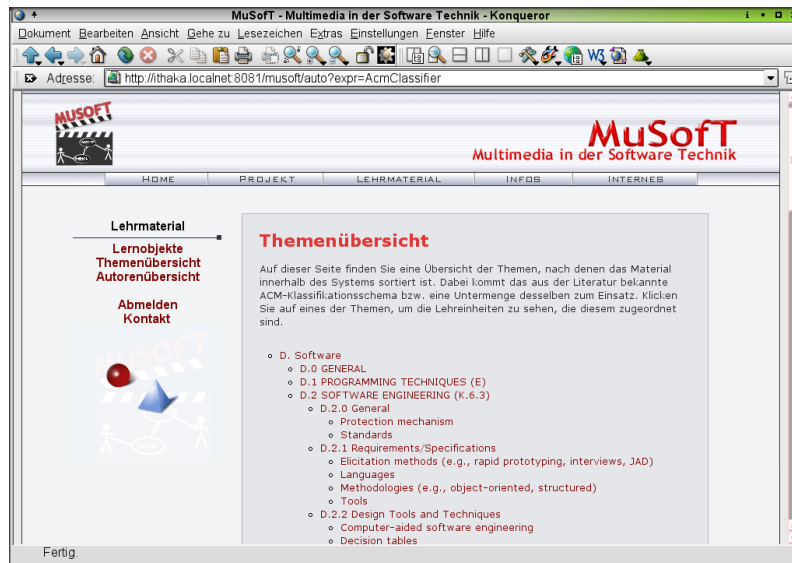 MuSofT - Multimedia in der Software Technik - Konqueror
Dokument Bearbeiten Ansicht Gehe zu Lesezeichen Extras Einstellungen Fenster Hilfe
Adresse: http://ithaka.localnet:8081/musoft/auto?expr=AcmClassifier
MUSOFT
MuSofT
Multimedia in der Software Technik
HOME PROJEKT LEHRMATERIAL INFOS INTERNES
Lehrmaterial
Lernobjekte
Themenübersicht
Autorenübersicht
Abmelden
Kontakt
MUSOFT
Themenübersicht
Auf dieser Seite finden Sie eine Übersicht der Themen, nach denen das Material
innerhalb des Systems sortiert ist. Dabei kommt das aus der Literatur bekannte
ACM-Klassifikationsschema bzw. eine Untermenge desselben zum Einsatz. Klicken
Sie auf eines der Themen, um die Lehreinheiten zu sehen, die diesem zugeordnet
sind.
D. Software
D.0 GENERAL
D.1 PROGRAMMING TECHNIQUES (E)
D.2 SOFTWARE ENGINEERING (K.6.3)
D.2.0 General
Protection mechanism
Standards
D.2.1 Requirements/Specifications
Elicitation methods (e.g., rapid prototyping, interviews, JAD)
Languages
Methodologies (e.g., object-oriented, structured)
Tools
D.2.2 Design Tools and Techniques
Computer-aided software engineering
Decision tables
Fertig.